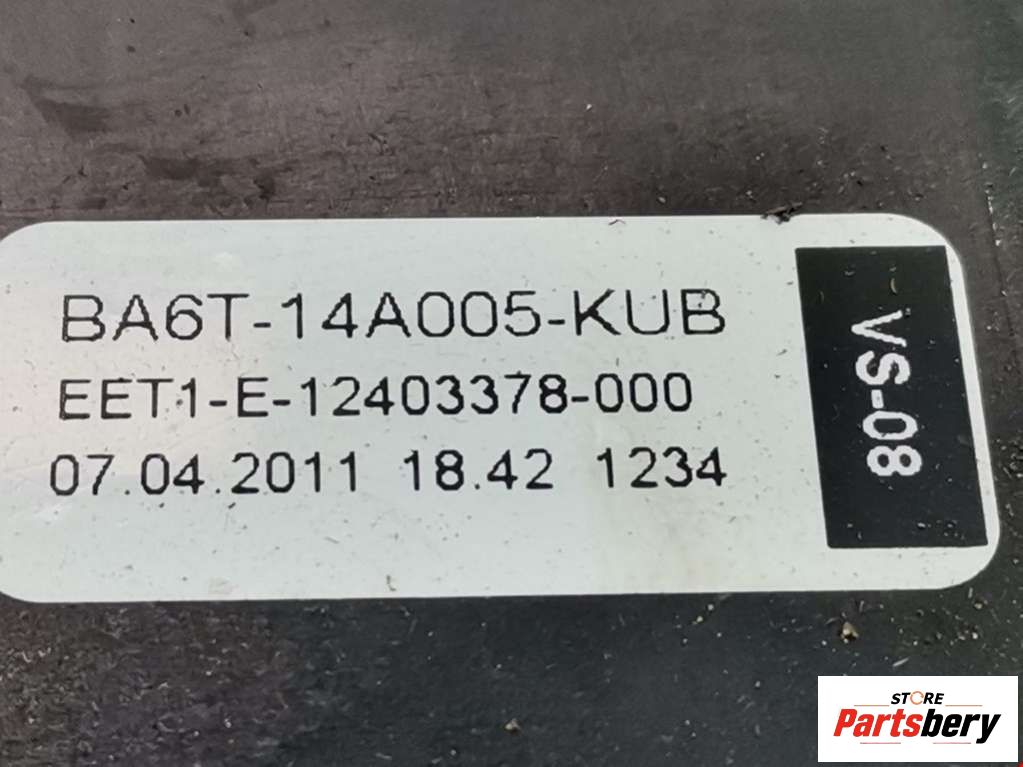 BA6T-14A005-KUB
EET1-E-12403378-000
07.04.2011 18.42 1234
VS-08
STORE
Partsbery